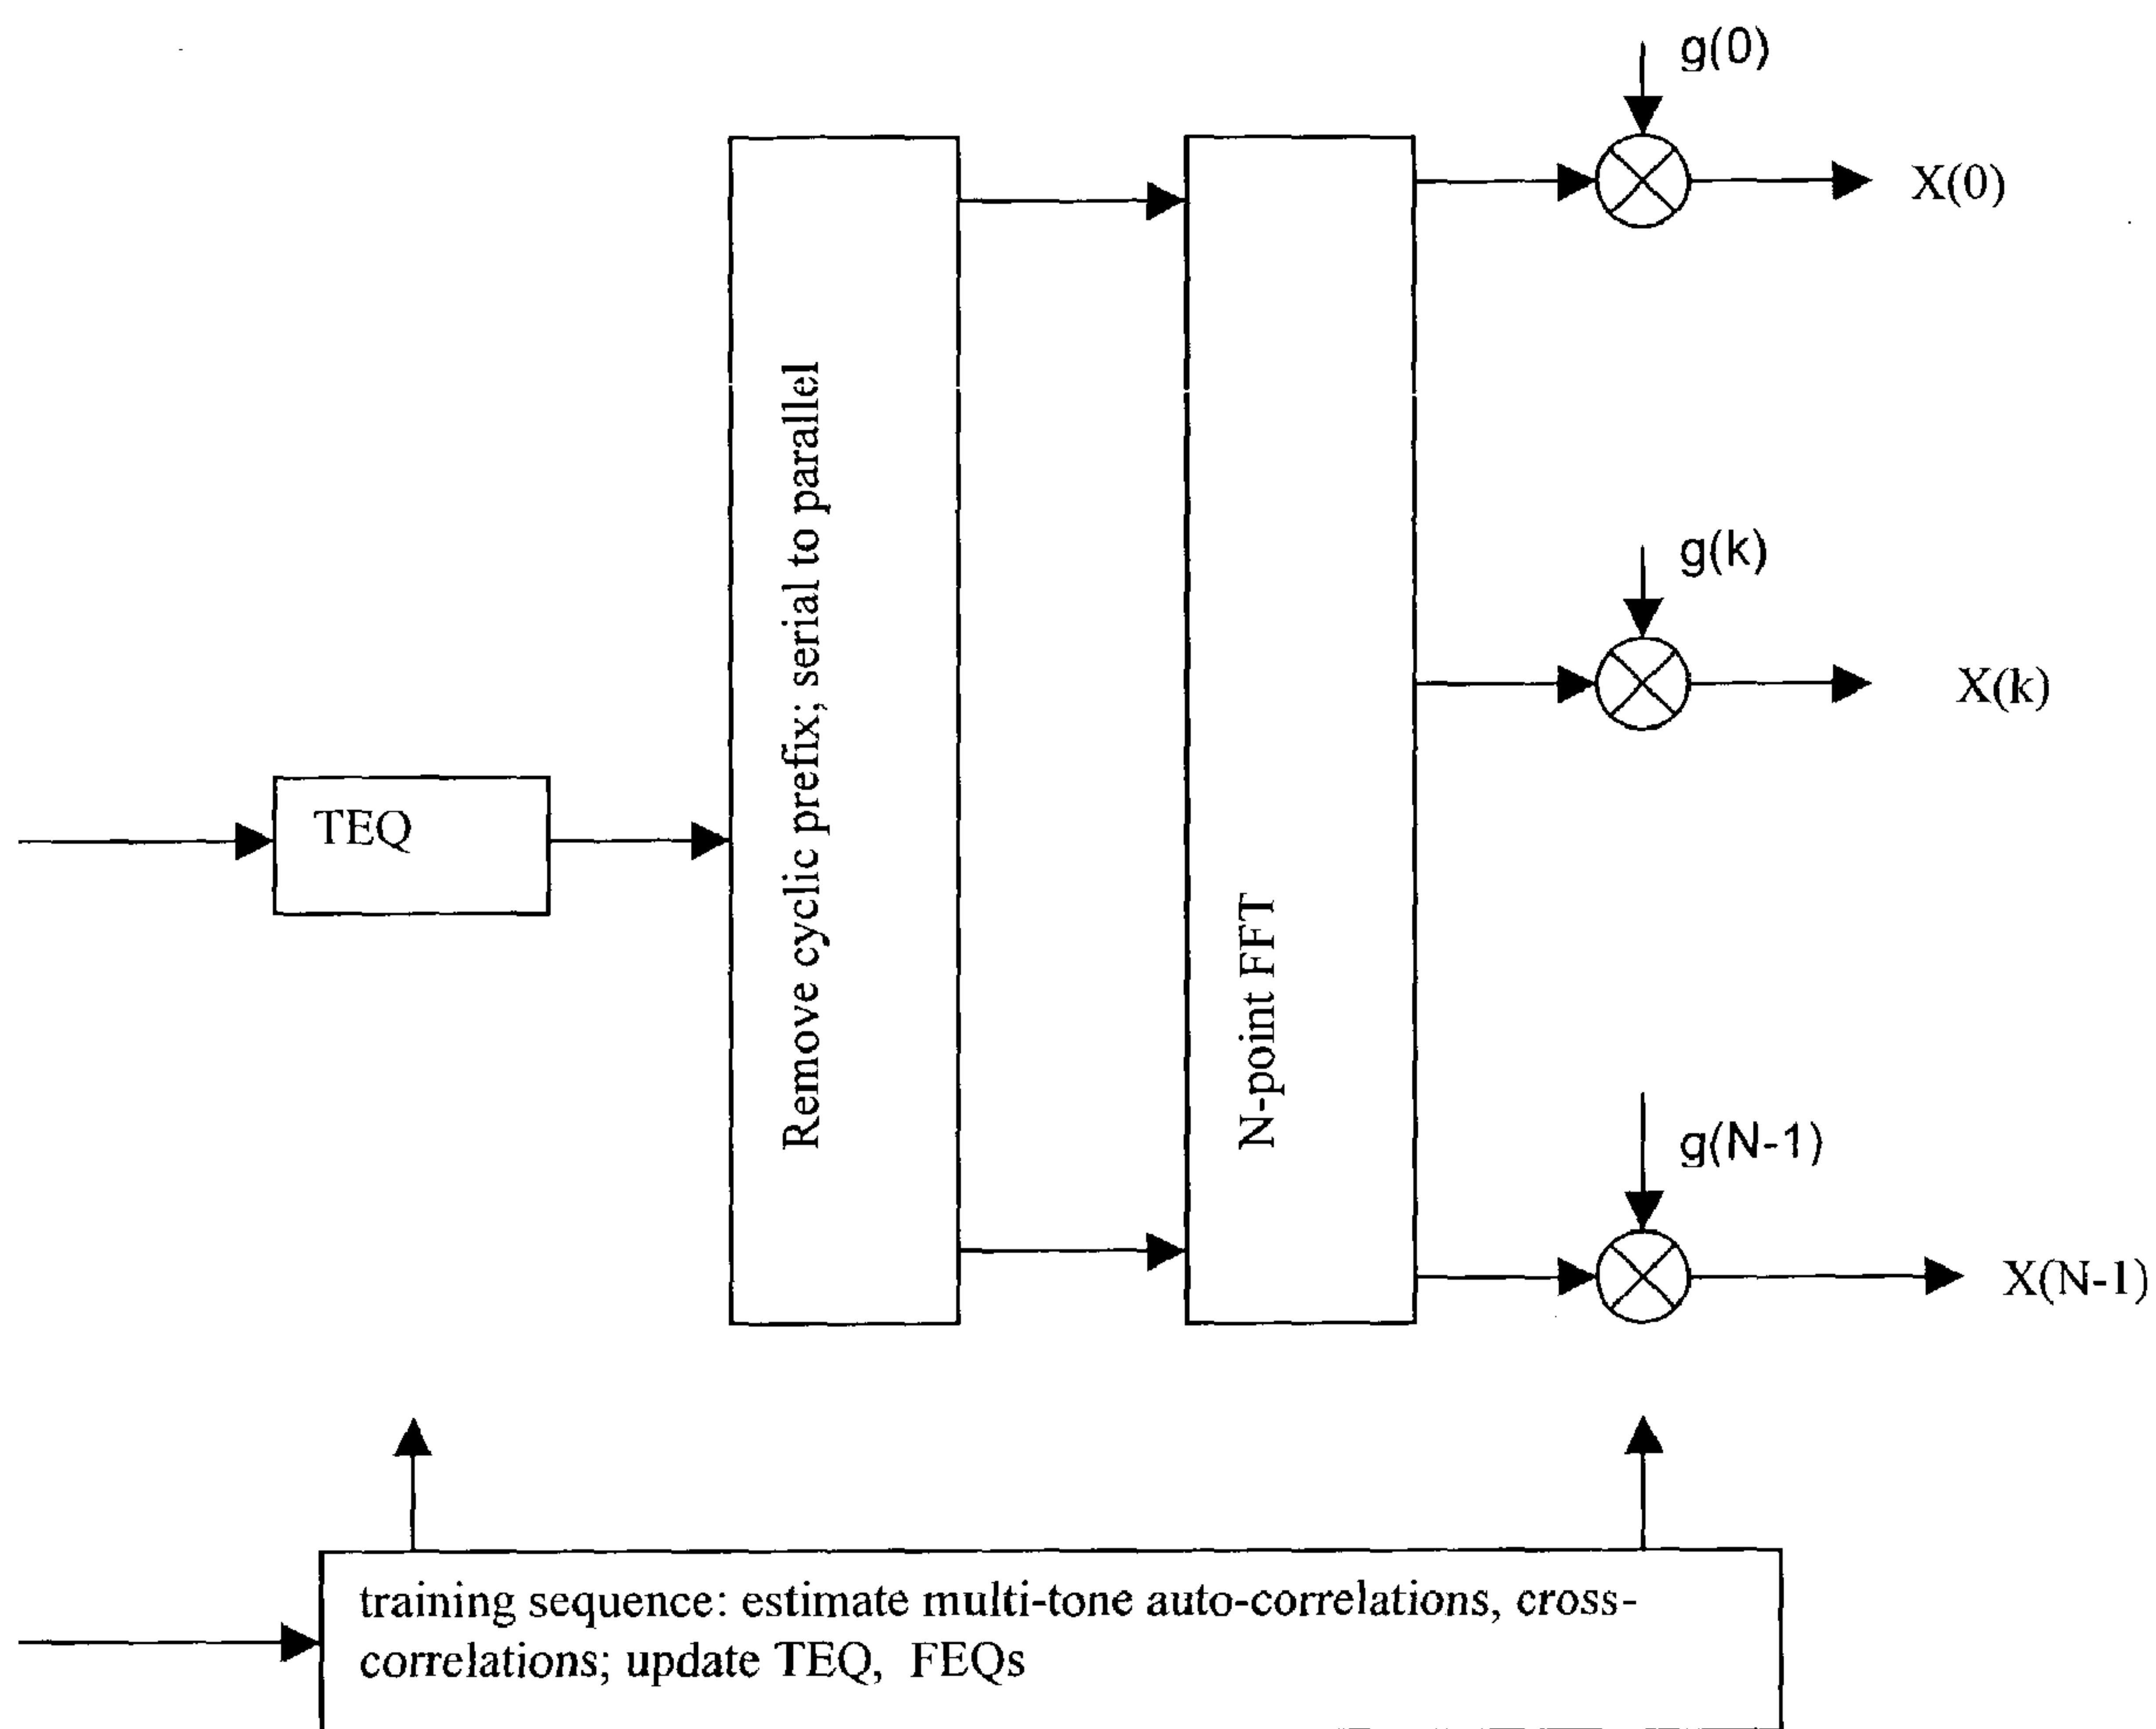 g(0)
X(0)
g(k)
X(k)
TEQ
Remove cyclic prefix; serial to parallel
N-point FFT
g(N-1)
X(N-1)
training sequence: estimate multi-tone auto-correlations, cross-
correlations; update TEQ, FEQs